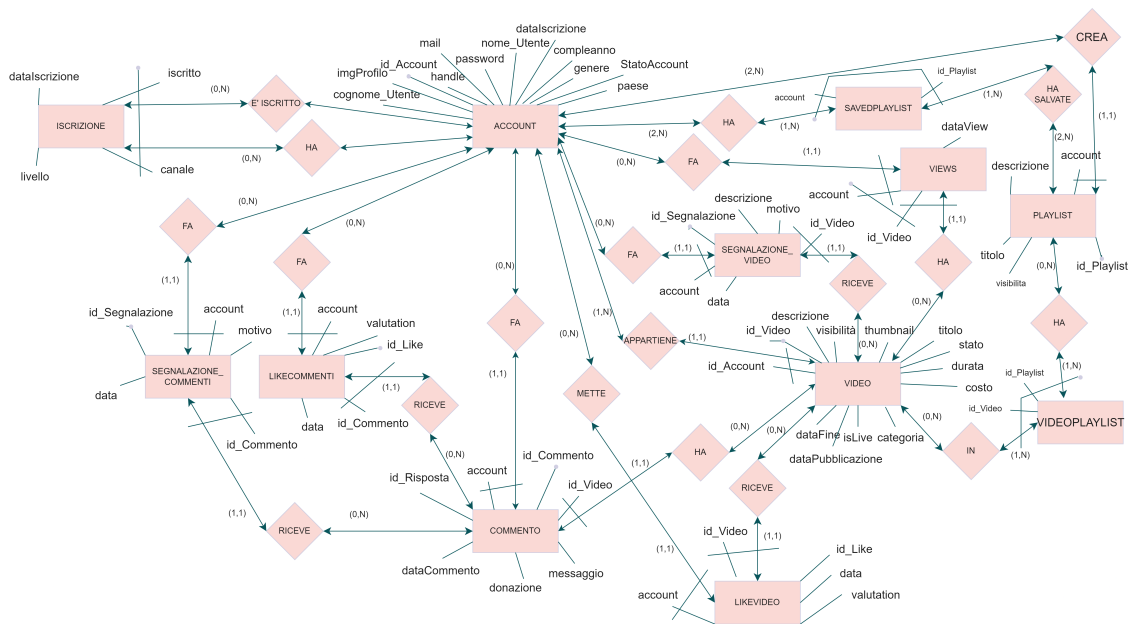 dataIscrizione
mail
nome_Utente
CREA
id_Account
password
compleanno
dataIscrizione
iscritto
imgProfilo
handle
genere
StatoAccount
cognome_Utente
paese
(0,N)
(2,N)
id_Playlist
account
(1,N)
HA
SALVATE
E' ISCRITTO
ISCRIZIONE
ACCOUNT
HA
SAVEDPLAYLIST
(1,1)
(2,N)
(1,N)
(2,N)
dataView
(0,N)
HA
(0,N)
FA
(1,1)
VIEWS
descrizione
account
livello
canale
account
(0,N)
(0,N)
descrizione
motivo
id_Segnalazione
id_Video
id_Video
(1,1)
PLAYLIST
FA
(0,N)
SEGNALAZIONE_
VIDEO
titolo
visibilita
id_Playlist
FA
(0,N)
FA
(1,1)
(1,1)
HA
(0,N)
(1,1)
account
data
RICEVE
(0,N)
id_Segnalazione
account
(1,1)
account
FA
(1,N)
descrizione
HA
motivo
valutation
id_Like
APPARTIENE
(1,1)
id_Video
visibilità
thumbnail
titolo
(0,N)
stato
SEGNALAZIONE_
COMMENTI
LIKECOMMENTI
(1,1)
(0,N)
id_Account
VIDEO
durata
costo
(1,N)
id_Playlist
id_Video
data
(1,1)
METTE
RICEVE
data
id_Commento
id_Commento
(0,N)
(0,N)
dataFine
isLive
categoria
(0,N)
VIDEOPLAYLIST
dataPubblicazione
HA
IN
(1,N)
(0,N)
id_Commento
(1,1)
id_Risposta
account
id_Video
RICEVE
(1,1)
RICEVE
(0,N)
COMMENTO
(1,1)
id_Video
(1,1)
id_Like
dataCommento
messaggio
donazione
data
account
LIKEVIDEO
valutation